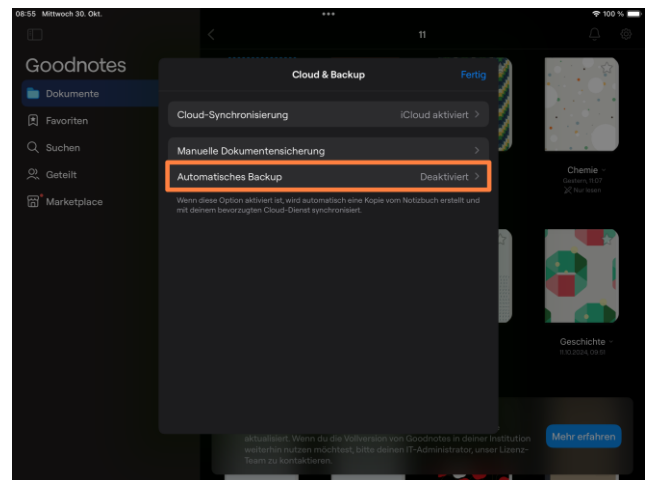 08:55 Mittwoch 30. Okt.
100 %
11
Goodnotes
Dokumente
Favoriten
Suchen
Geteilt
Marketplace
Cloud & Backup
Fertig
Cloud-Synchronisierung
iCloud aktiviert
Manuelle Dokumentensicherung
Automatisches Backup
Deaktiviert
Wenn diese Option aktiviert ist, wird automatisch eine Kopie vom Notizbuch erstellt und
mit deinem bevorzugten Cloud-Dienst synchronisiert.
Chemie
Gestern, 11:07
Nur lesen
Geschichte
11.10.2024, 09:51
aktualisiert. Wenn du die Vollversion von Goodnotes in deiner Institution
weiterhin nutzen möchtest, bitte deinen IT-Administrator, unser Lizenz-
Team zu kontaktieren.
Mehr erfahren